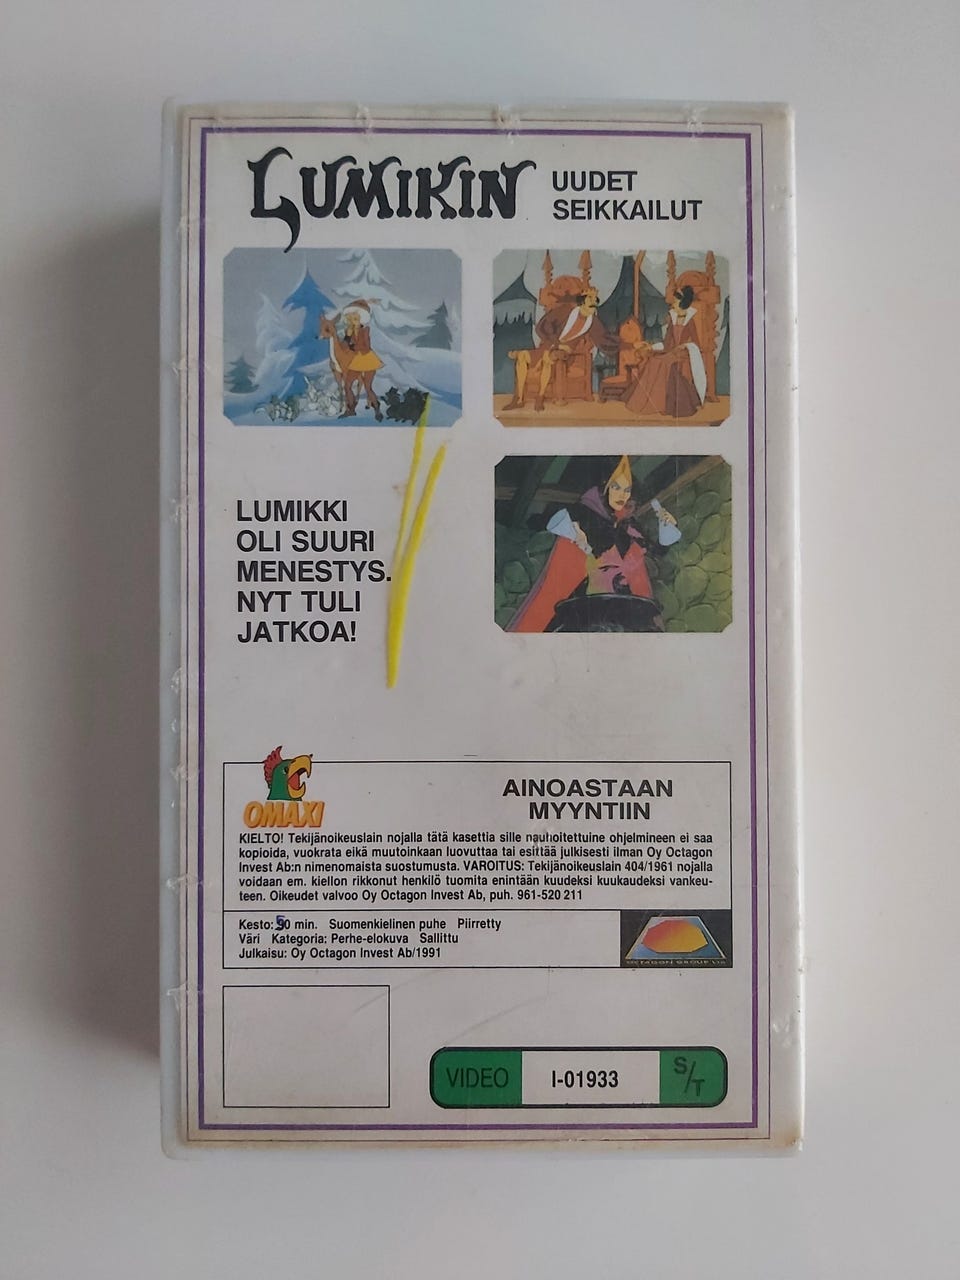 LUMIKIN UUDET
SEIKKAILUT
LUMIKKI
OLI SUURI
MENESTYS.
NYT TULI
JATKOA!
OMAXI
AINOASTAAN
MYYNTIIN
KIELTO! Tekijänoikeuslain nojalla tätä kasettia sille nauhoitettuine ohjelmineen ei saa
kopioida, vuokrata eikä muutoinkaan luovuttaa tai esittää julkisesti ilman Oy Octagon
Invest Ab:n nimenomaista suostumusta. VAROITUS: Tekijänoikeuslain 404/1961 nojalla
voidaan em. kiellon rikkonut henkilö tuomita enintään kuudeksi kuukaudeksi vankeu-
teen. Oikeudet valvoo Oy Octagon Invest Ab, puh. 961-520 211
Kesto: 50 min. Suomenkielinen puhe Piirretty
Väri Kategoria: Perhe-elokuva Sallittu
Julkaisu: Oy Octagon Invest Ab/1991
OCTAGON GROUP Ltd
VIDEO I-01933 S/T